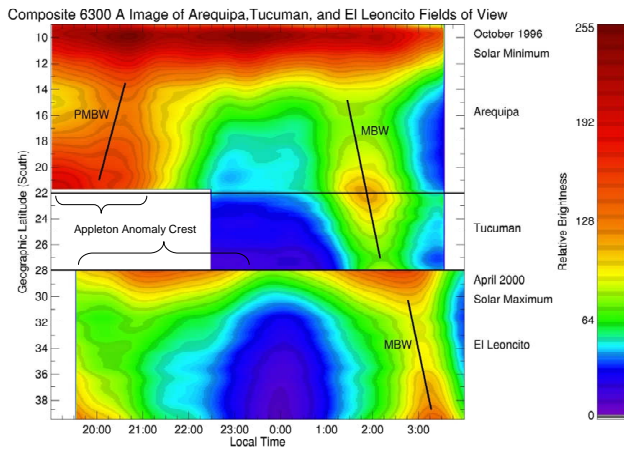 Composite 6300 A Image of Arequipa,Tucuman, and El Leoncito Fields of View
10
12
14
16
18
20
22
22
24
26
28
30
32
34
36
38
Geographic Latitude (South)
PMBW
MBW
Appleton Anomaly Crest
MBW
October 1996
Solar Minimum
Arequipa
Tucuman
April 2000
Solar Maximum
El Leoncito
20:00 21:00 22:00 23:00 0:00 1:00 2:00 3:00
Local Time
255
192
128
64
0
Relative Brightness